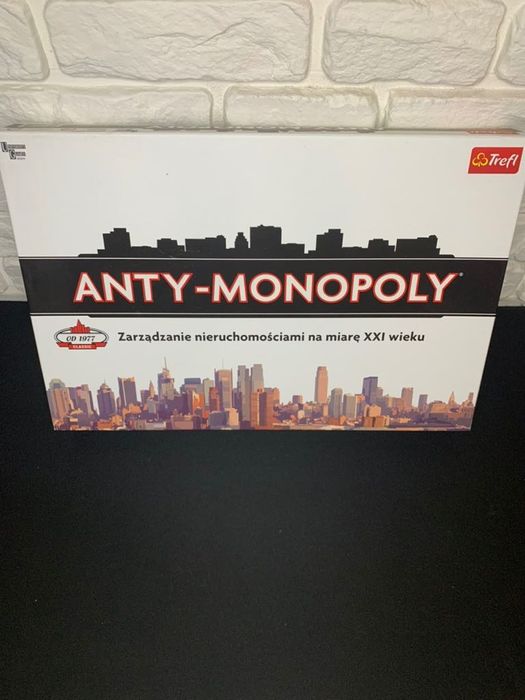 Trefl
ANTY-MONOPOLY®
OD 1977
CLASSIC
Zarządzanie nieruchomościami na miarę XXI wieku